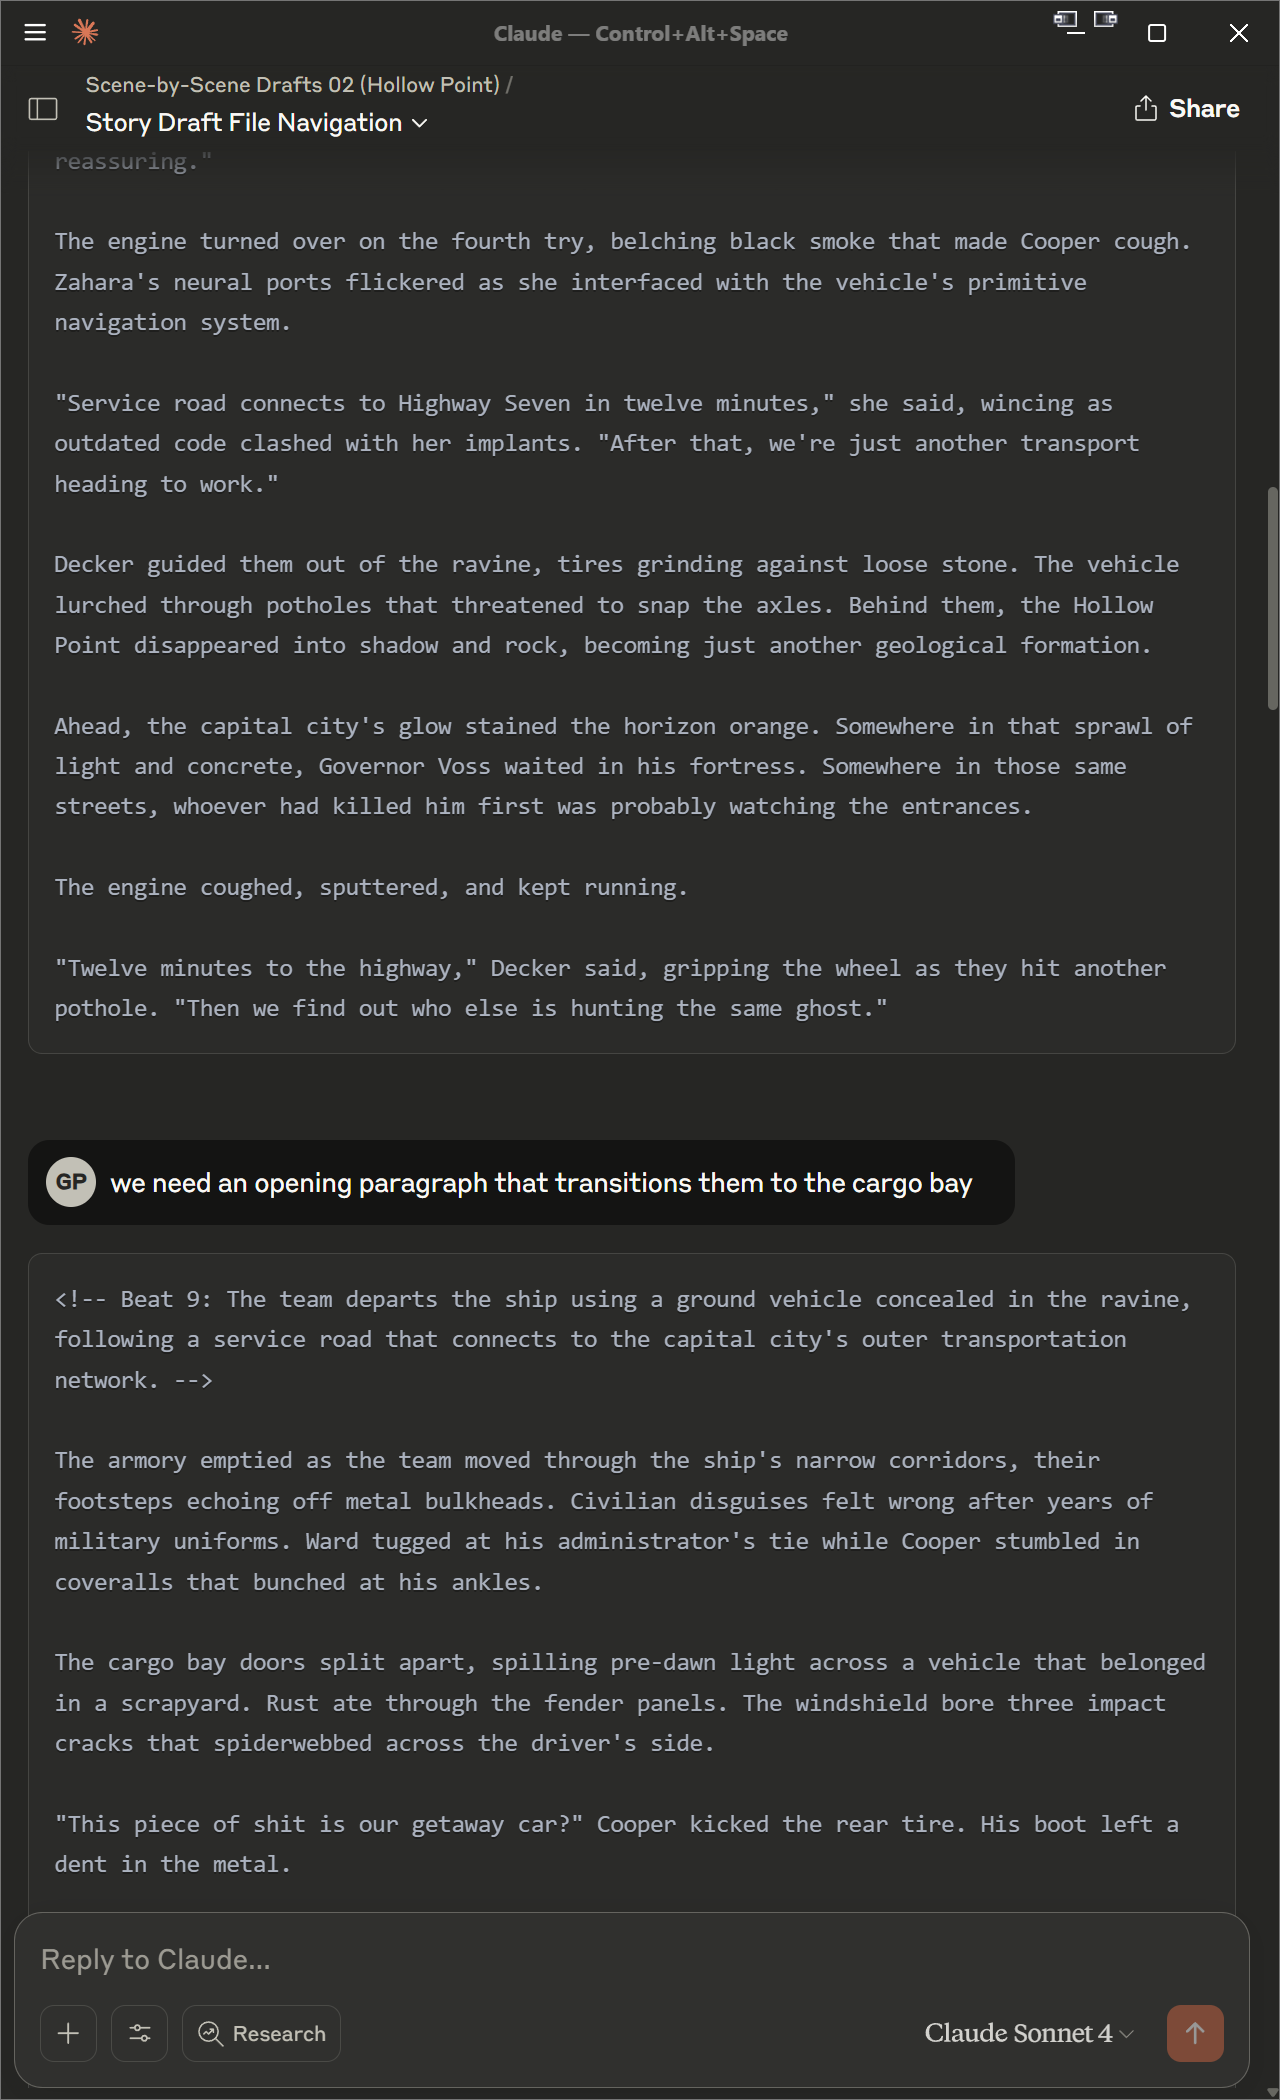 Claude — Control+Alt+Space
Scene-by-Scene Drafts 02 (Hollow Point) /
Story Draft File Navigation
Share
reassuring."
The engine turned over on the fourth try, belching black smoke that made Cooper cough.
Zahara's neural ports flickered as she interfaced with the vehicle's primitive
navigation system.
"Service road connects to Highway Seven in twelve minutes," she said, wincing as
outdated code clashed with her implants. "After that, we're just another transport
heading to work."
Decker guided them out of the ravine, tires grinding against loose stone. The vehicle
lurched through potholes that threatened to snap the axles. Behind them, the Hollow
Point disappeared into shadow and rock, becoming just another geological formation.
Ahead, the capital city's glow stained the horizon orange. Somewhere in that sprawl of
light and concrete, Governor Voss waited in his fortress. Somewhere in those same
streets, whoever had killed him first was probably watching the entrances.
The engine coughed, sputtered, and kept running.
"Twelve minutes to the highway," Decker said, gripping the wheel as they hit another
pothole. "Then we find out who else is hunting the same ghost."
GP
we need an opening paragraph that transitions them to the cargo bay
<!-- Beat 9: The team departs the ship using a ground vehicle concealed in the ravine,
following a service road that connects to the capital city's outer transportation
network. -->
The armory emptied as the team moved through the ship's narrow corridors, their
footsteps echoing off metal bulkheads. Civilian disguises felt wrong after years of
military uniforms. Ward tugged at his administrator's tie while Cooper stumbled in
coveralls that bunched at his ankles.
The cargo bay doors split apart, spilling pre-dawn light across a vehicle that belonged
in a scrapyard. Rust ate through the fender panels. The windshield bore three impact
cracks that spiderwebbed across the driver's side.
"This piece of shit is our getaway car?" Cooper kicked the rear tire. His boot left a
dent in the metal.
Reply to Claude...
Research
Claude Sonnet 4